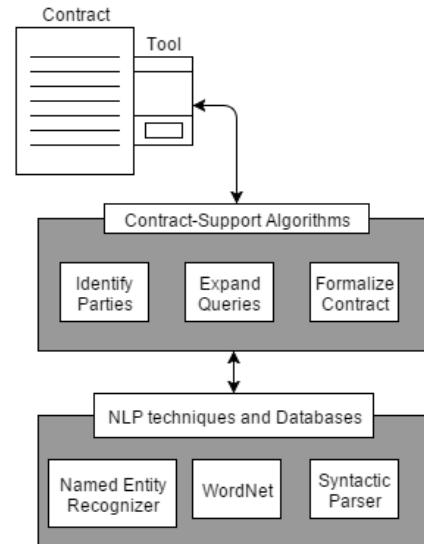 Contract
Tool
Contract-Support Algorithms
Identify
Parties
Expand
Queries
Formalize
Contract
NLP techniques and Databases
Named Entity
Recognizer
WordNet
Syntactic
Parser